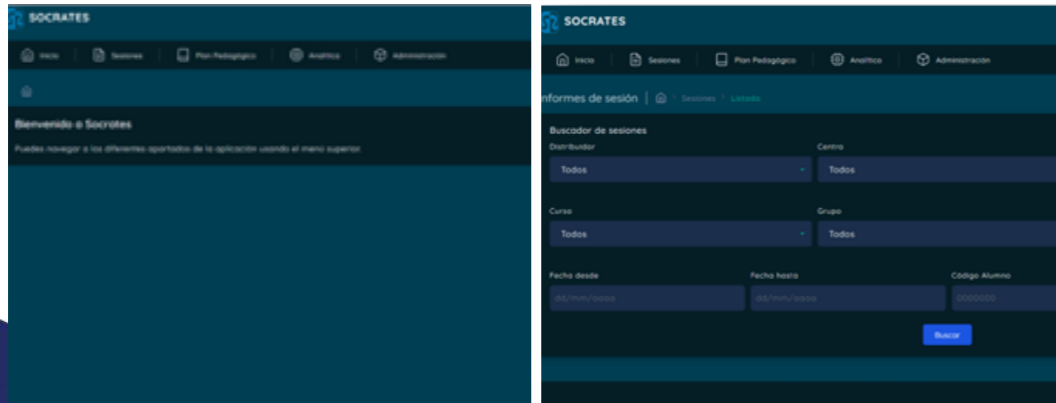 SOCRATES
Inicio Sesiones Plan Pedagógico Analítica Administración
Bienvenido a Socrates
Puedes navegar a los diferentes apartados de la aplicación usando el menú superior.
SOCRATES
Inicio Sesiones Plan Pedagógico Analítica Administración
nformes de sesión | Sesiones > Listado
Buscador de sesiones
Distribuidor Centro
Todos Todos
Curso Grupo
Todos Todos
Fecha desde Fecha hasta Código Alumno
dd/mm/aaaa dd/mm/aaaa 0000000
Buscar